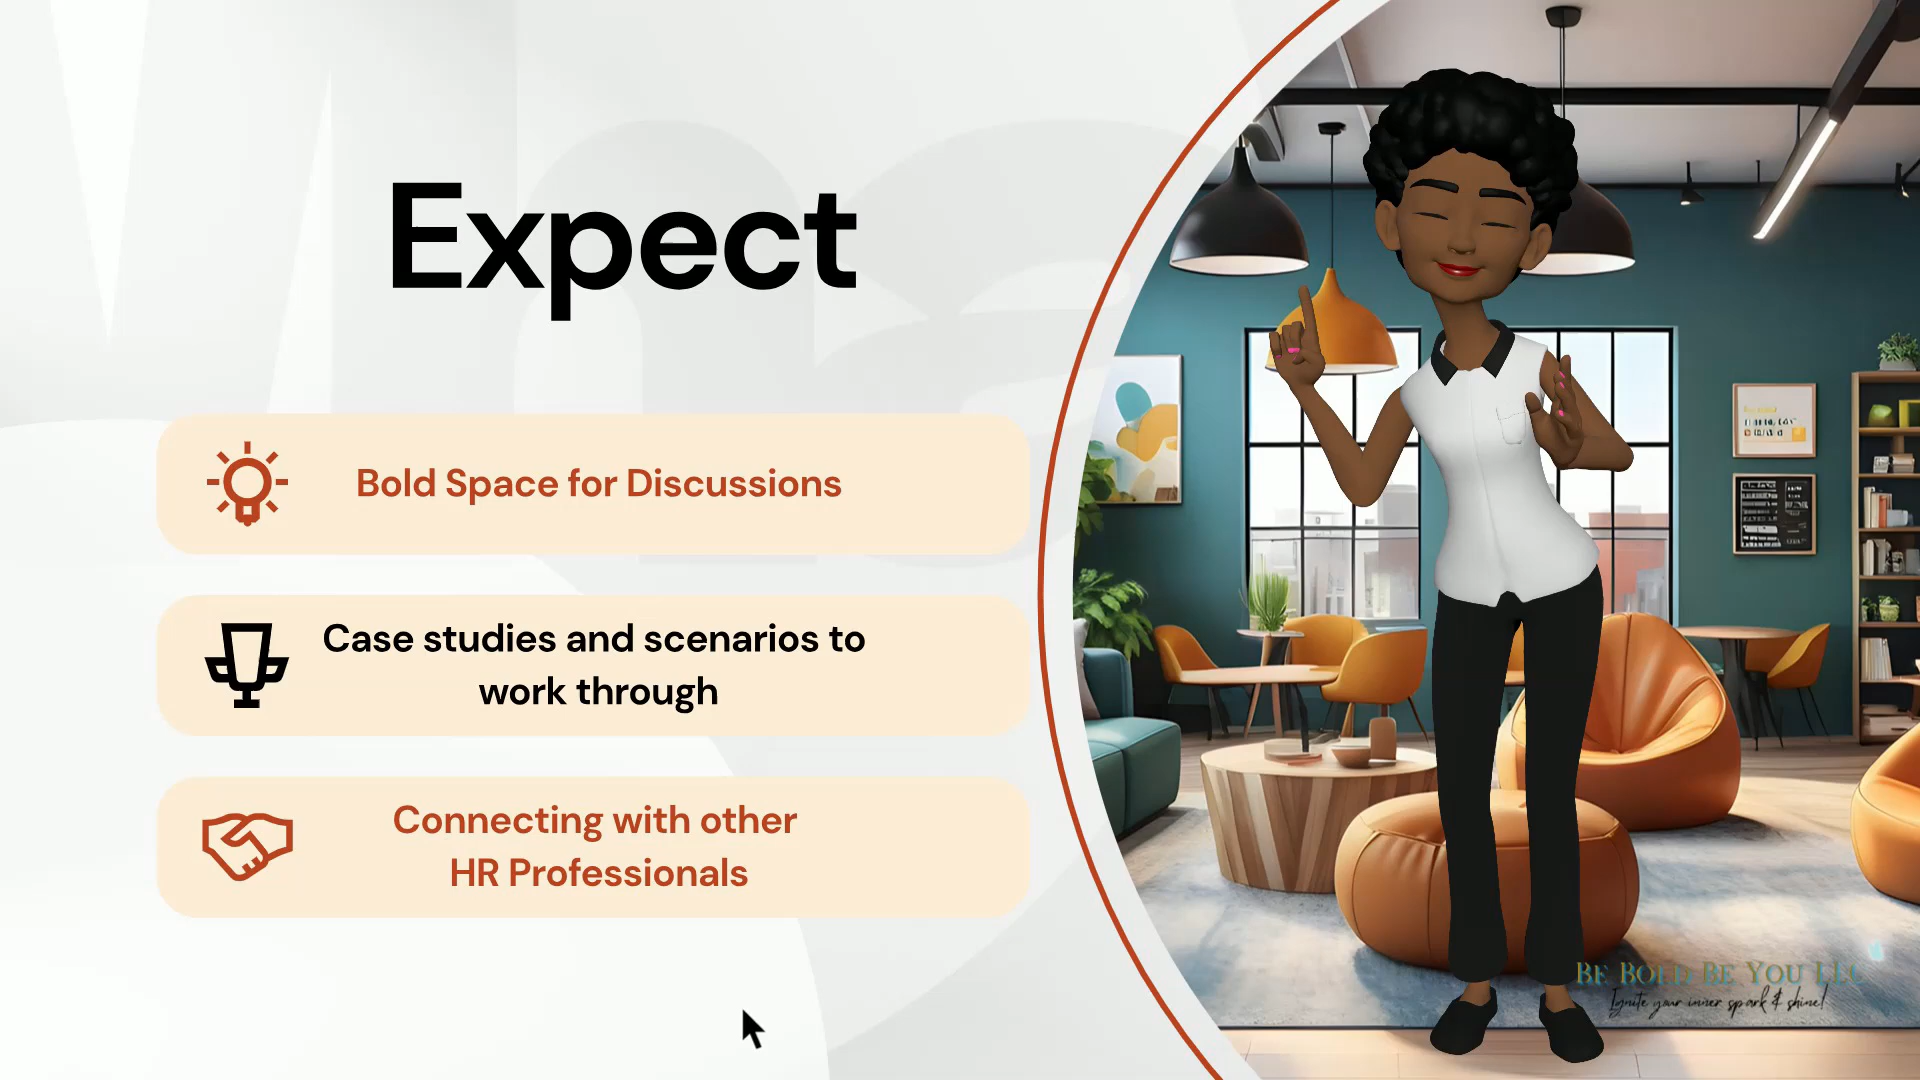 Expect
Bold Space for Discussions
Case studies and scenarios to
work through
Connecting with other
HR Professionals
Be Bold Be You LLC
Ignite your inner spark & shine!